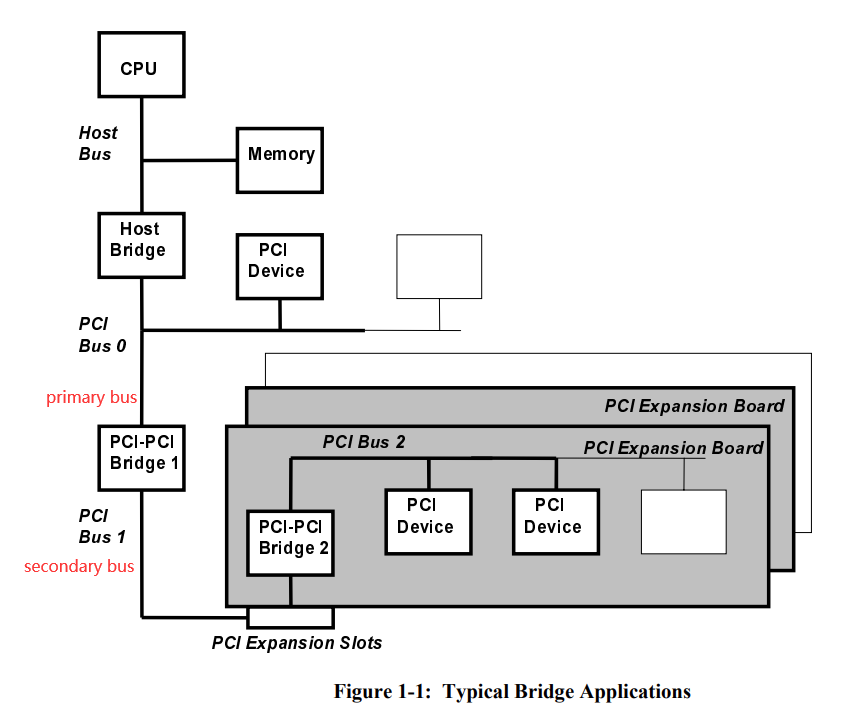 CPU
Host
Bus
Memory
Host
Bridge
PCI
Device
PCI
Bus 0
primary bus
PCI Expansion Board
PCI-PCI
Bridge 1
PCI Bus 2
PCI Expansion Board
PCI
Device
PCI
Device
PCI-PCI
Bridge 2
PCI
Bus 1
secondary bus
PCI Expansion Slots
Figure 1-1: Typical Bridge Applications